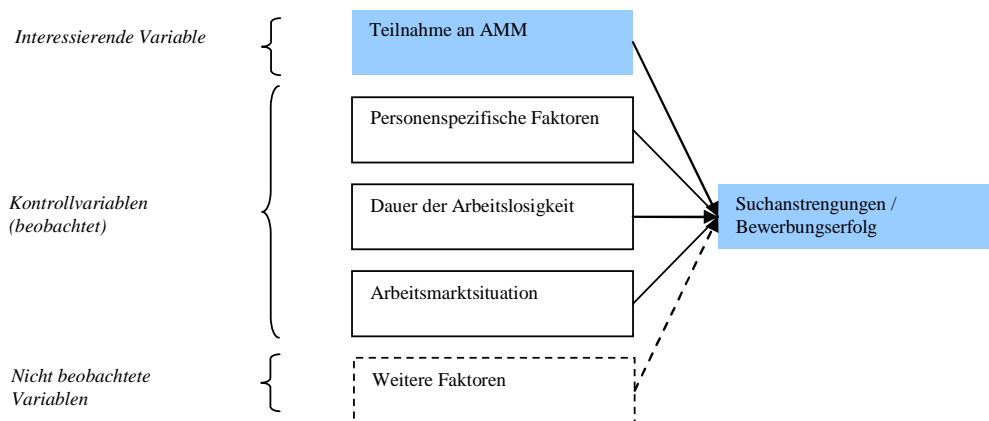 Interessierende Variable
Teilnahme an AMM
Personenspezifische Faktoren
Kontrollvariablen
(beobachtet)
Dauer der Arbeitslosigkeit
Suchanstrengungen /
Bewerbungserfolg
Arbeitsmarktsituation
Nicht beobachtete
Variablen
Weitere Faktoren